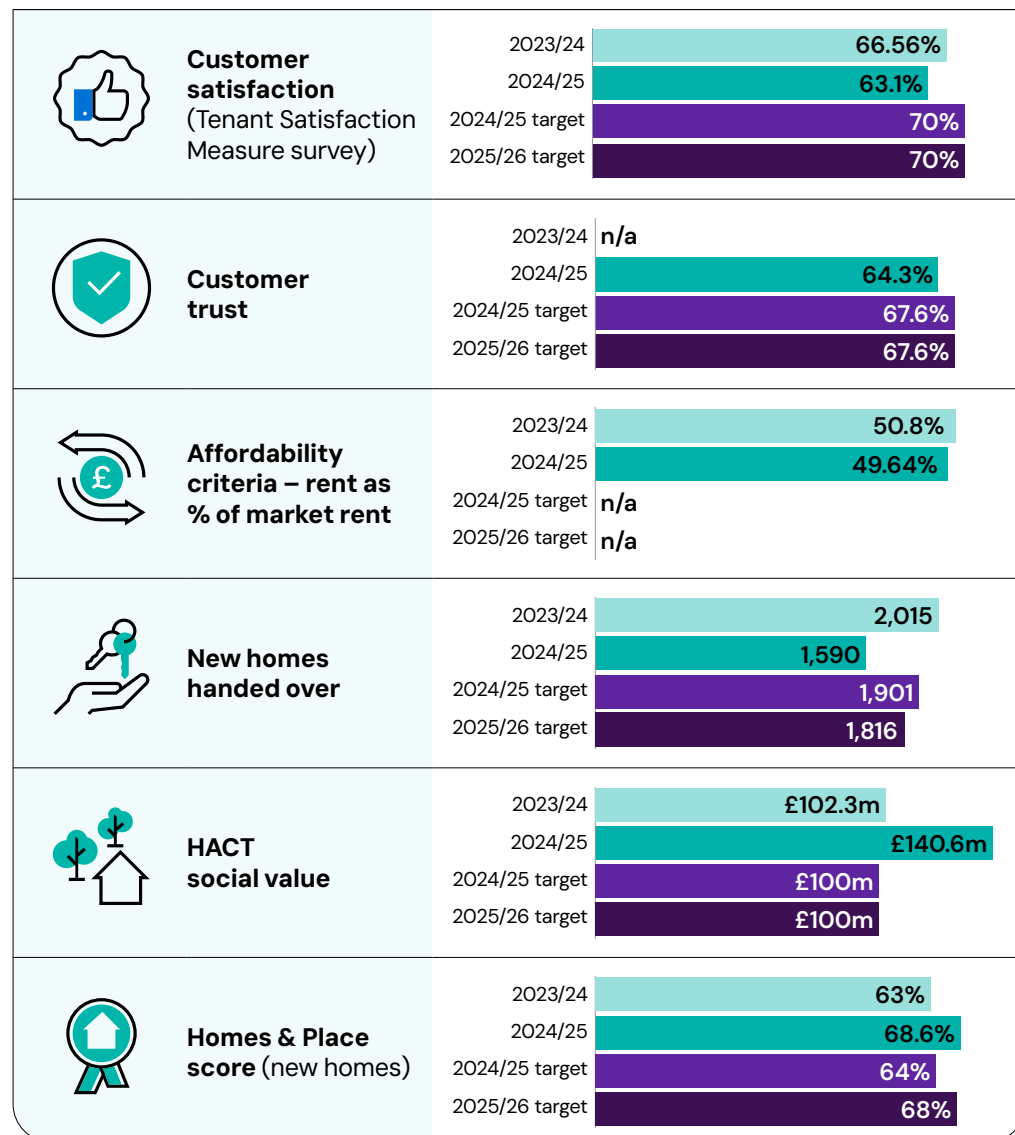 Customer
satisfaction
(Tenant Satisfaction
Measure survey)
2023/24 66.56%
2024/25 63.1%
2024/25 target 70%
2025/26 target 70%
Customer
trust
2023/24 n/a
2024/25 64.3%
2024/25 target 67.6%
2025/26 target 67.6%
£
Affordability
criteria – rent as
% of market rent
2023/24 50.8%
2024/25 49.64%
2024/25 target n/a
2025/26 target n/a
New homes
handed over
2023/24 2,015
2024/25 1,590
2024/25 target 1,901
2025/26 target 1,816
HACT
social value
2023/24 £102.3m
2024/25 £140.6m
2024/25 target £100m
2025/26 target £100m
Homes & Place
score (new homes)
2023/24 63%
2024/25 68.6%
2024/25 target 64%
2025/26 target 68%